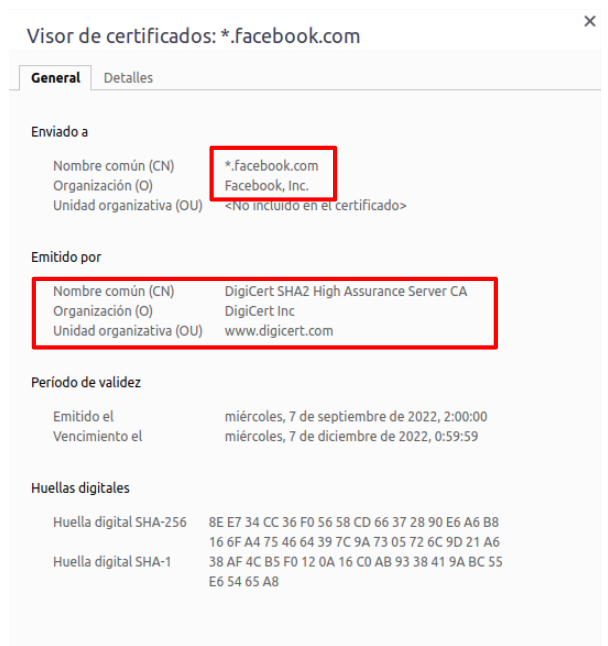 Visor de certificados: *.facebook.com
×
General Detalles
Enviado a
Nombre común (CN) *.facebook.com
Organización (O) Facebook, Inc.
Unidad organizativa (OU) <No incluido en el certificado>
Emitido por
Nombre común (CN) DigiCert SHA2 High Assurance Server CA
Organización (O) DigiCert Inc
Unidad organizativa (OU) www.digicert.com
Período de validez
Emitido el miércoles, 7 de septiembre de 2022, 2:00:00
Vencimiento el miércoles, 7 de diciembre de 2022, 0:59:59
Huellas digitales
Huella digital SHA-256 8E E7 34 CC 36 F0 56 58 CD 66 37 28 90 E6 A6 B8
16 6F A4 75 46 64 39 7C 9A 73 05 72 6C 9D 21 A6
Huella digital SHA-1 38 AF 4C B5 F0 12 0A 16 C0 AB 93 38 41 9A BC 55
E6 54 65 A8